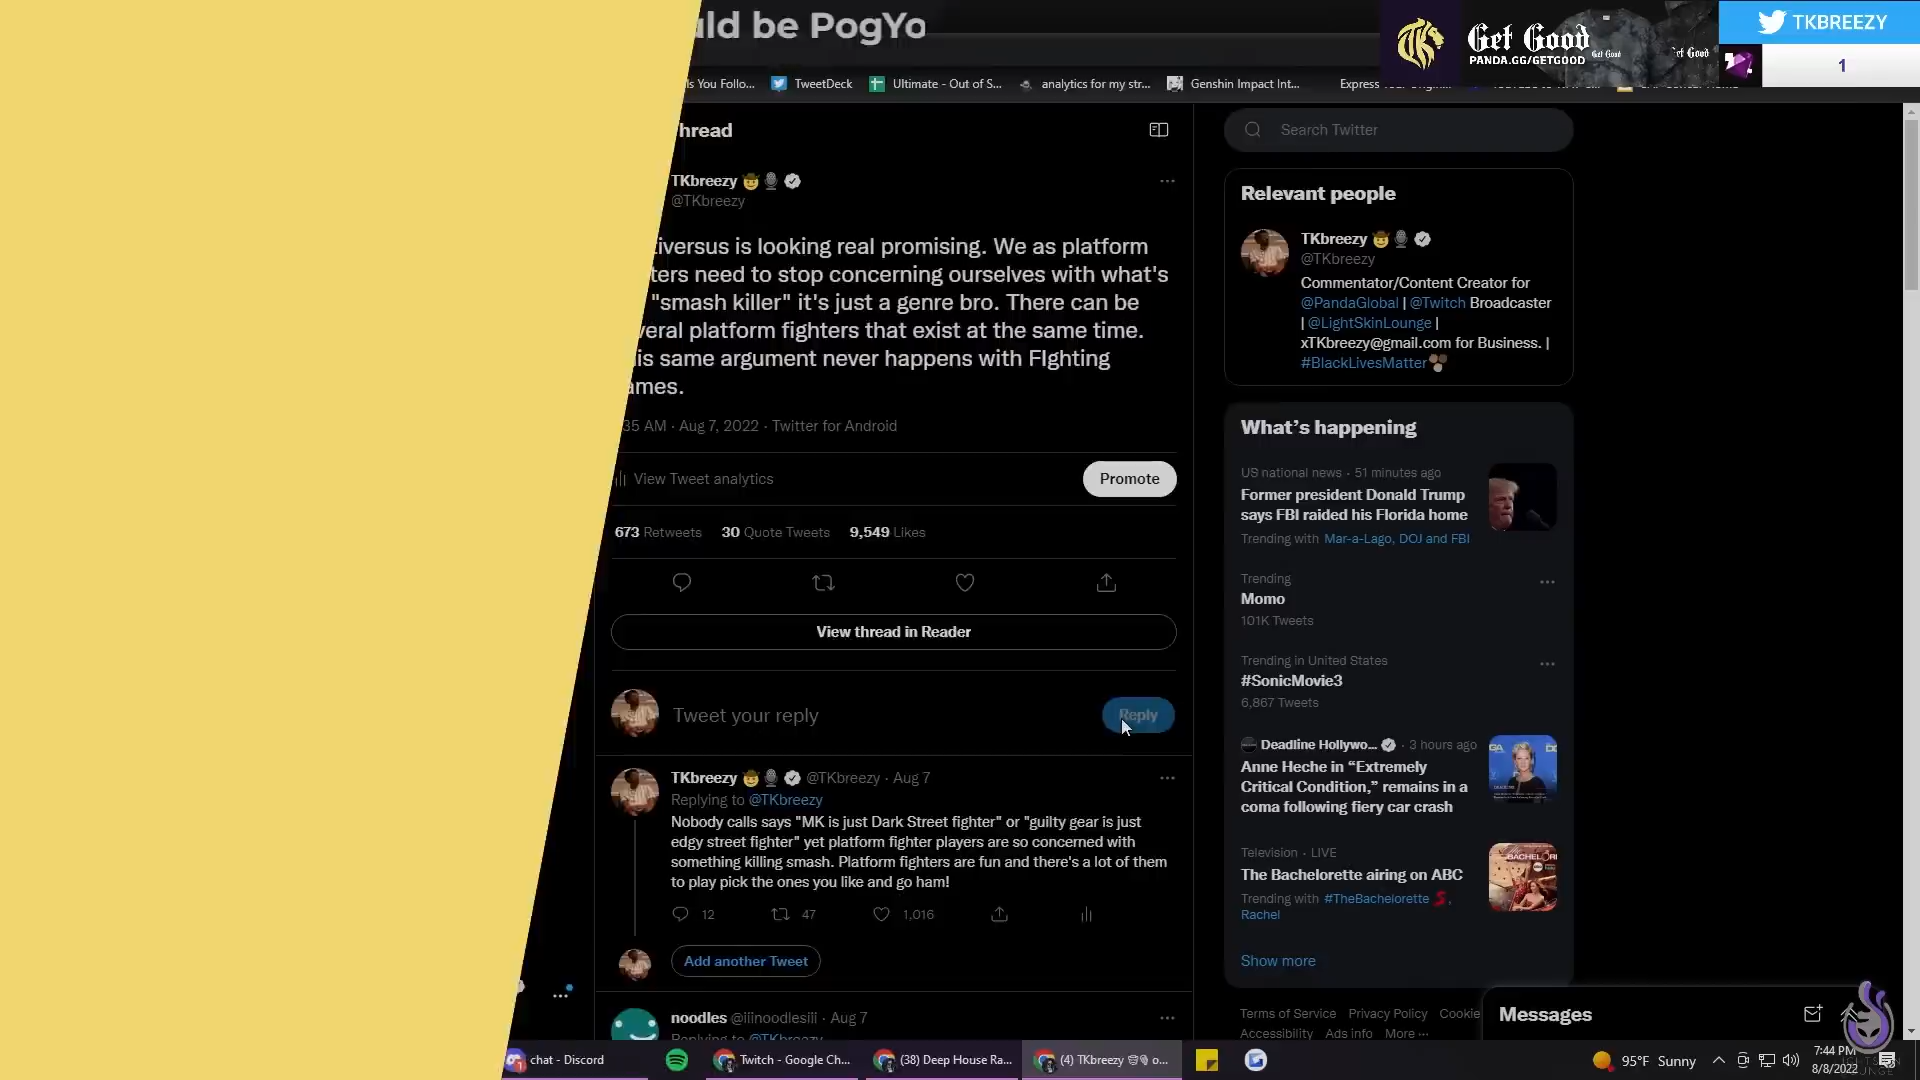 uld be PogYo
Get Good
PANDA.GG/GETGOOD
Get Good
TKBREEZY
1
ls You Follo...
TweetDeck
Ultimate - Out of S...
analytics for my str...
Genshin Impact Int...
Express
hread
TKbreezy
@TKbreezy
iversus is looking real promising. We as platform
ters need to stop concerning ourselves with what's
"smash killer" it's just a genre bro. There can be
veral platform fighters that exist at the same time.
is same argument never happens with FIghting
ames.
35 AM · Aug 7, 2022 · Twitter for Android
View Tweet analytics
Promote
673 Retweets 30 Quote Tweets 9,549 Likes
View thread in Reader
Tweet your reply
Reply
TKbreezy @TKbreezy · Aug 7
Replying to @TKbreezy
Nobody calls says "MK is just Dark Street fighter" or "guilty gear is just
edgy street fighter" yet platform fighter players are so concerned with
something killing smash. Platform fighters are fun and there's a lot of them
to play pick the ones you like and go ham!
12 47 1,016
Add another Tweet
noodles @iiinoodlesiii · Aug 7
Replying to @TKbreezy
Search Twitter
Relevant people
TKbreezy
@TKbreezy
Commentator/Content Creator for
@PandaGlobal | @Twitch Broadcaster
| @LightSkinLounge |
xTKbreezy@gmail.com for Business. |
#BlackLivesMatter
What's happening
US national news · 51 minutes ago
Former president Donald Trump
says FBI raided his Florida home
Trending with Mar-a-Lago, DOJ and FBI
Trending
Momo
101K Tweets
Trending in United States
#SonicMovie3
6,867 Tweets
Deadline Hollywo... · 3 hours ago
Anne Heche in “Extremely
Critical Condition,” remains in a
coma following fiery car crash
Television · LIVE
The Bachelorette airing on ABC
Trending with #TheBachelorette ,
Rachel
Show more
Terms of Service Privacy Policy Cookie
Accessibility Ads info More ···
Messages
chat - Discord
Twitch - Google Ch...
(38) Deep House Ra...
(4) TKbreezy o...
95°F Sunny
7:44 PM
8/8/2022